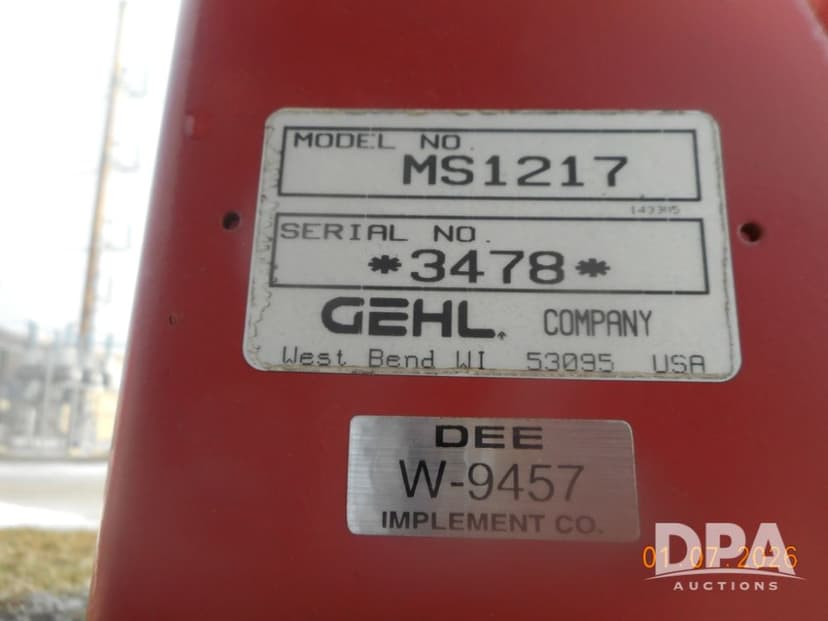 MODEL NO.
MS1217
143395
SERIAL NO.
*3478*
GEHL COMPANY
West Bend WI 53095 USA
DEE
W-9457
IMPLEMENT CO.
01.07.2026
DPA
AUCTIONS